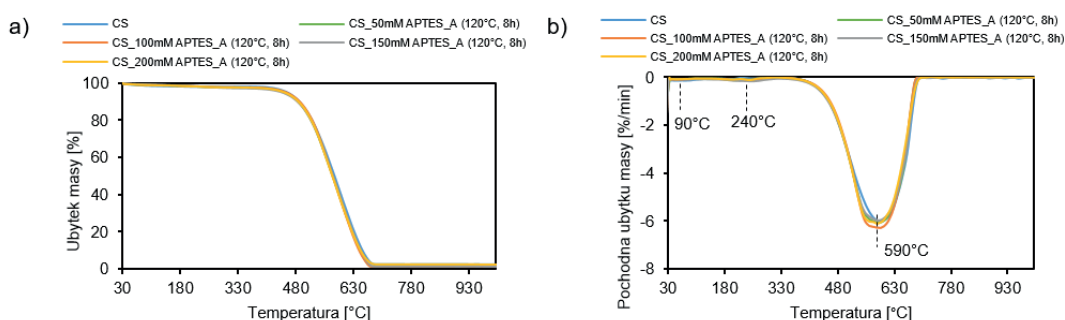 a)
CS
CS_50mM APTES_A (120°C, 8h)
CS_100mM APTES_A (120°C, 8h)
CS_150mM APTES_A (120°C, 8h)
CS_200mM APTES_A (120°C, 8h)
Ubytek masy [%]
100
80
60
40
20
0
30 180 330 480 630 780 930
Temperatura [°C]
b)
CS
CS_50mM APTES_A (120°C, 8h)
CS_100mM APTES_A (120°C, 8h)
CS_150mM APTES_A (120°C, 8h)
CS_200mM APTES_A (120°C, 8h)
Pochodna ubytku masy [%/min]
0
-2
-4
-6
-8
90°C
240°C
590°C
30 180 330 480 630 780 930
Temperatura [°C]